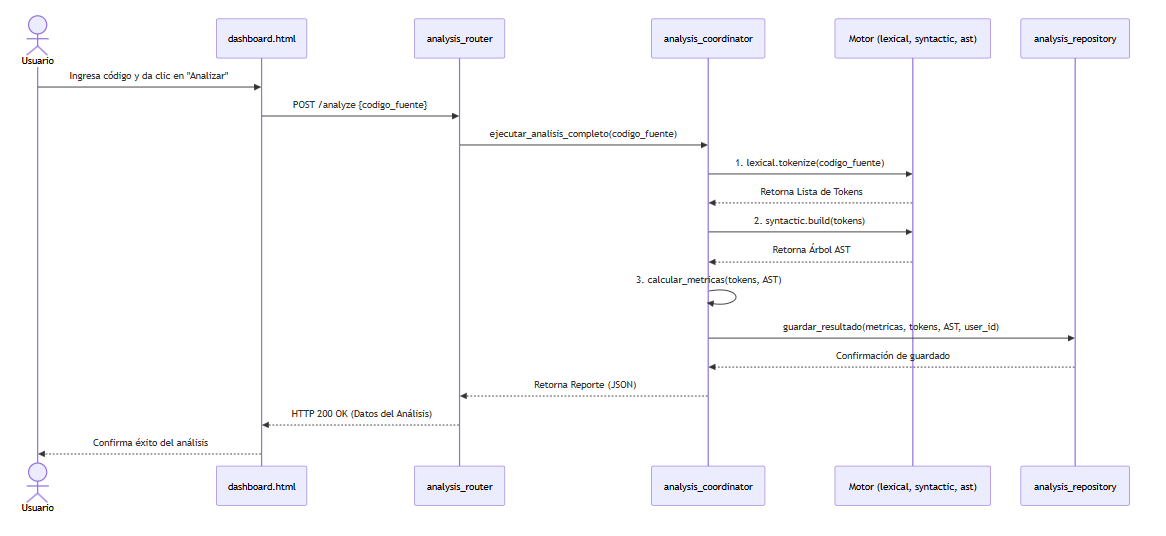 Usuario
dashboard.html
analysis_router
analysis_coordinator
Motor (lexical, syntactic, ast)
analysis_repository
Ingresa código y da clic en "Analizar"
POST /analyze {codigo_fuente}
ejecutar_analisis_completo(codigo_fuente)
1. lexical.tokenize(codigo_fuente)
Retorna Lista de Tokens
2. syntactic.build(tokens)
Retorna Árbol AST
3. calcular_metricas(tokens, AST)
guardar_resultado(metricas, tokens, AST, user_id)
Confirmación de guardado
Retorna Reporte (JSON)
HTTP 200 OK (Datos del Análisis)
Confirma éxito del análisis
Usuario
dashboard.html
analysis_router
analysis_coordinator
Motor (lexical, syntactic, ast)
analysis_repository